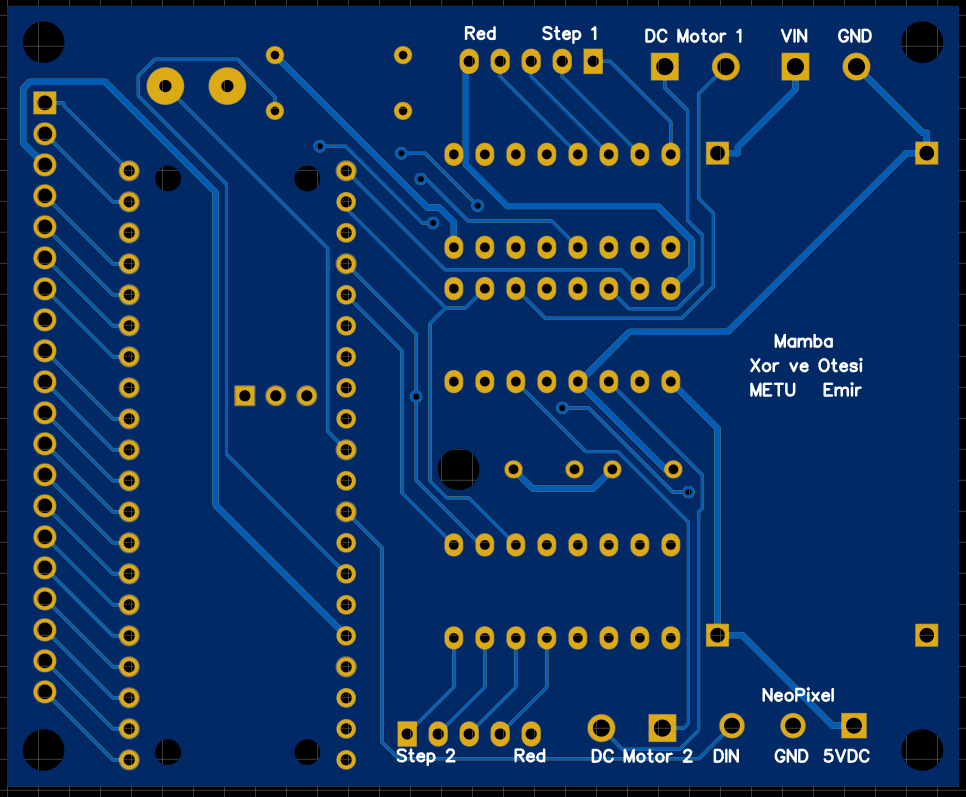 Red Step 1 DC Motor 1 VIN GND
Mamba
Xor ve Otesi
METU Emir
NeoPixel
Step 2 Red DC Motor 2 DIN GND 5VDC